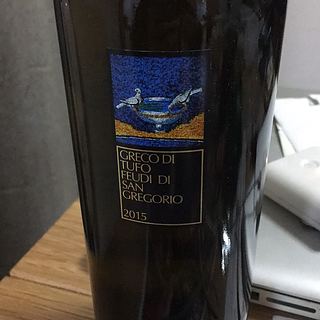 GRECO DI
TUFO
FEUDI DI
SAN
GREGORIO
2015